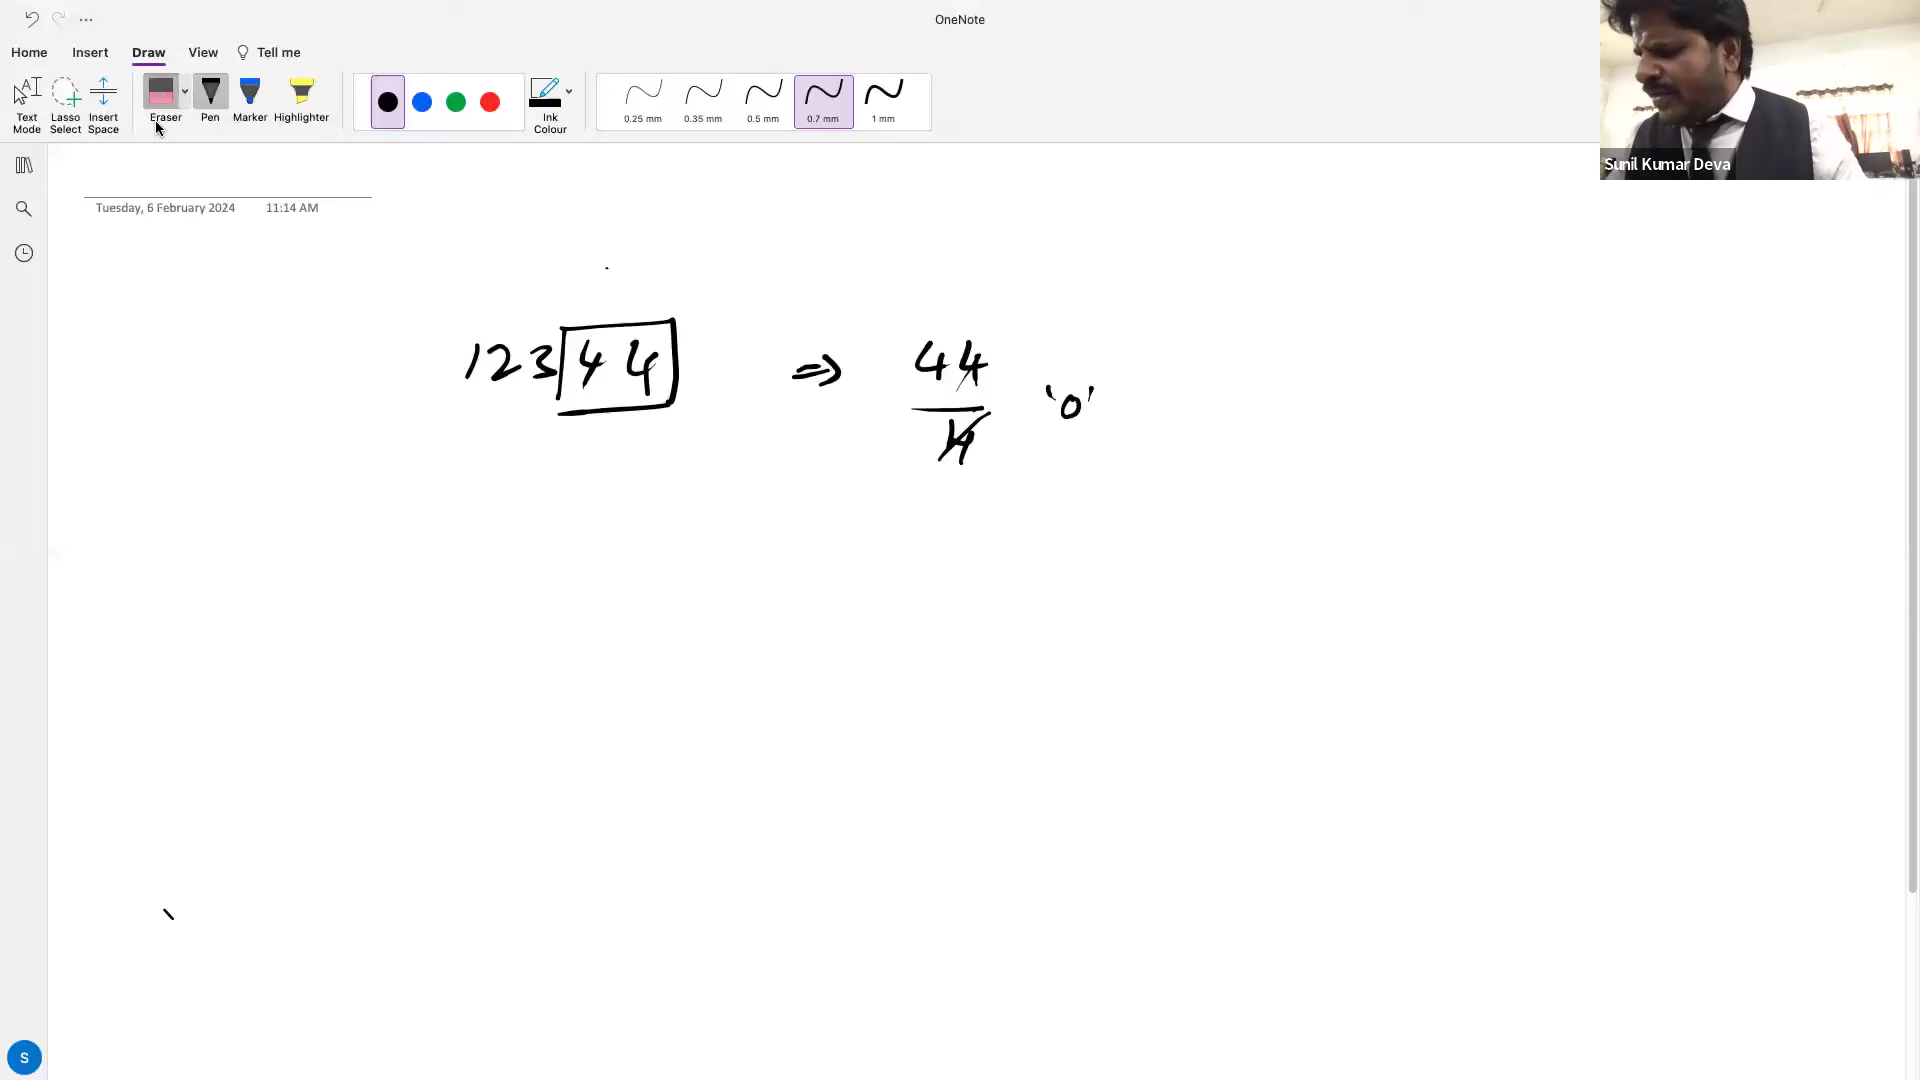 OneNote
Home Insert Draw View Tell me
Text Mode Lasso Select Insert Space Eraser Pen Marker Highlighter Ink Colour 0.25 mm 0.35 mm 0.5 mm 0.7 mm 1 mm
Sunil Kumar Deva
Tuesday, 6 February 2024 11:14 AM
12344 ⇒ 44
4 '0'
S